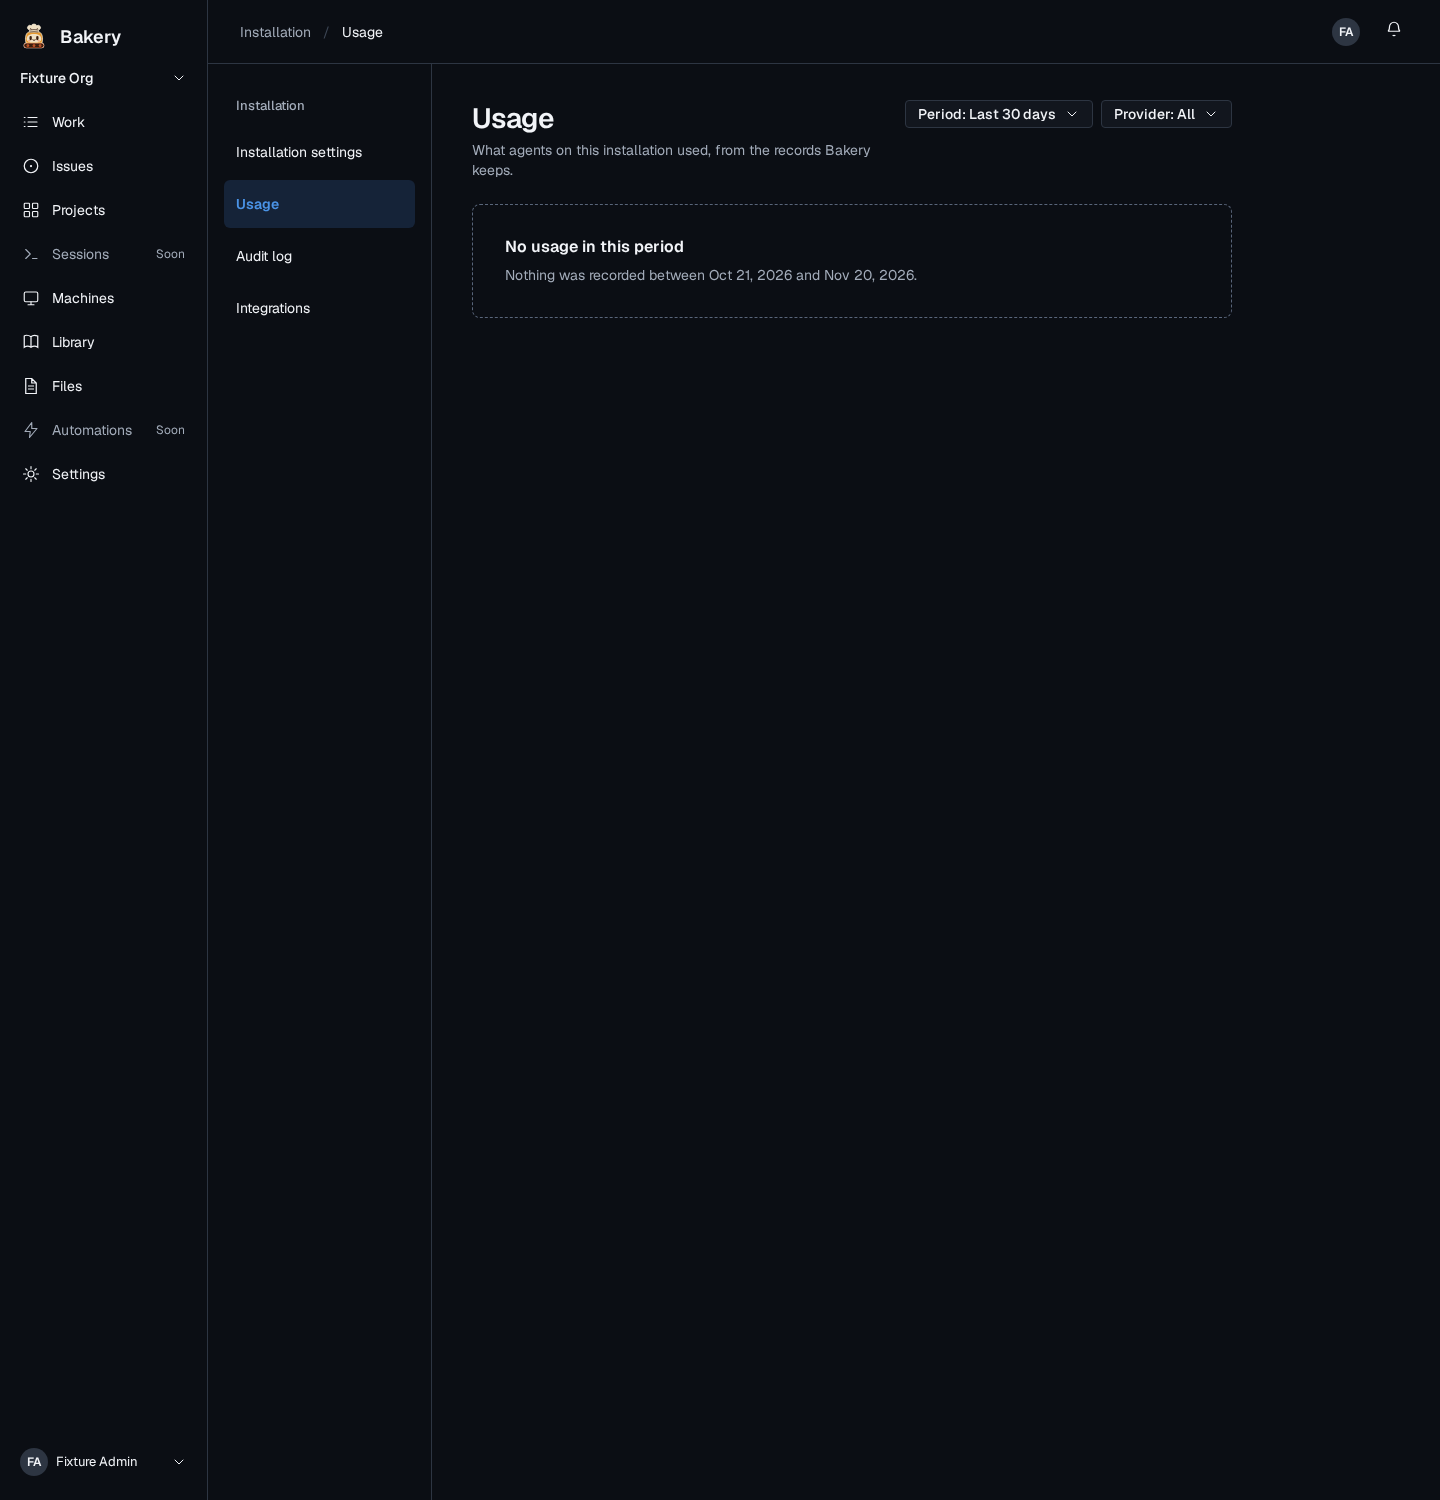 Bakery
Fixture Org
Work
Issues
Projects
Sessions Soon
Machines
Library
Files
Automations Soon
Settings
FA Fixture Admin
Installation / Usage
FA
Installation
Installation settings
Usage
Audit log
Integrations
Usage
What agents on this installation used, from the records Bakery
keeps.
Period: Last 30 days
Provider: All
No usage in this period
Nothing was recorded between Oct 21, 2026 and Nov 20, 2026.